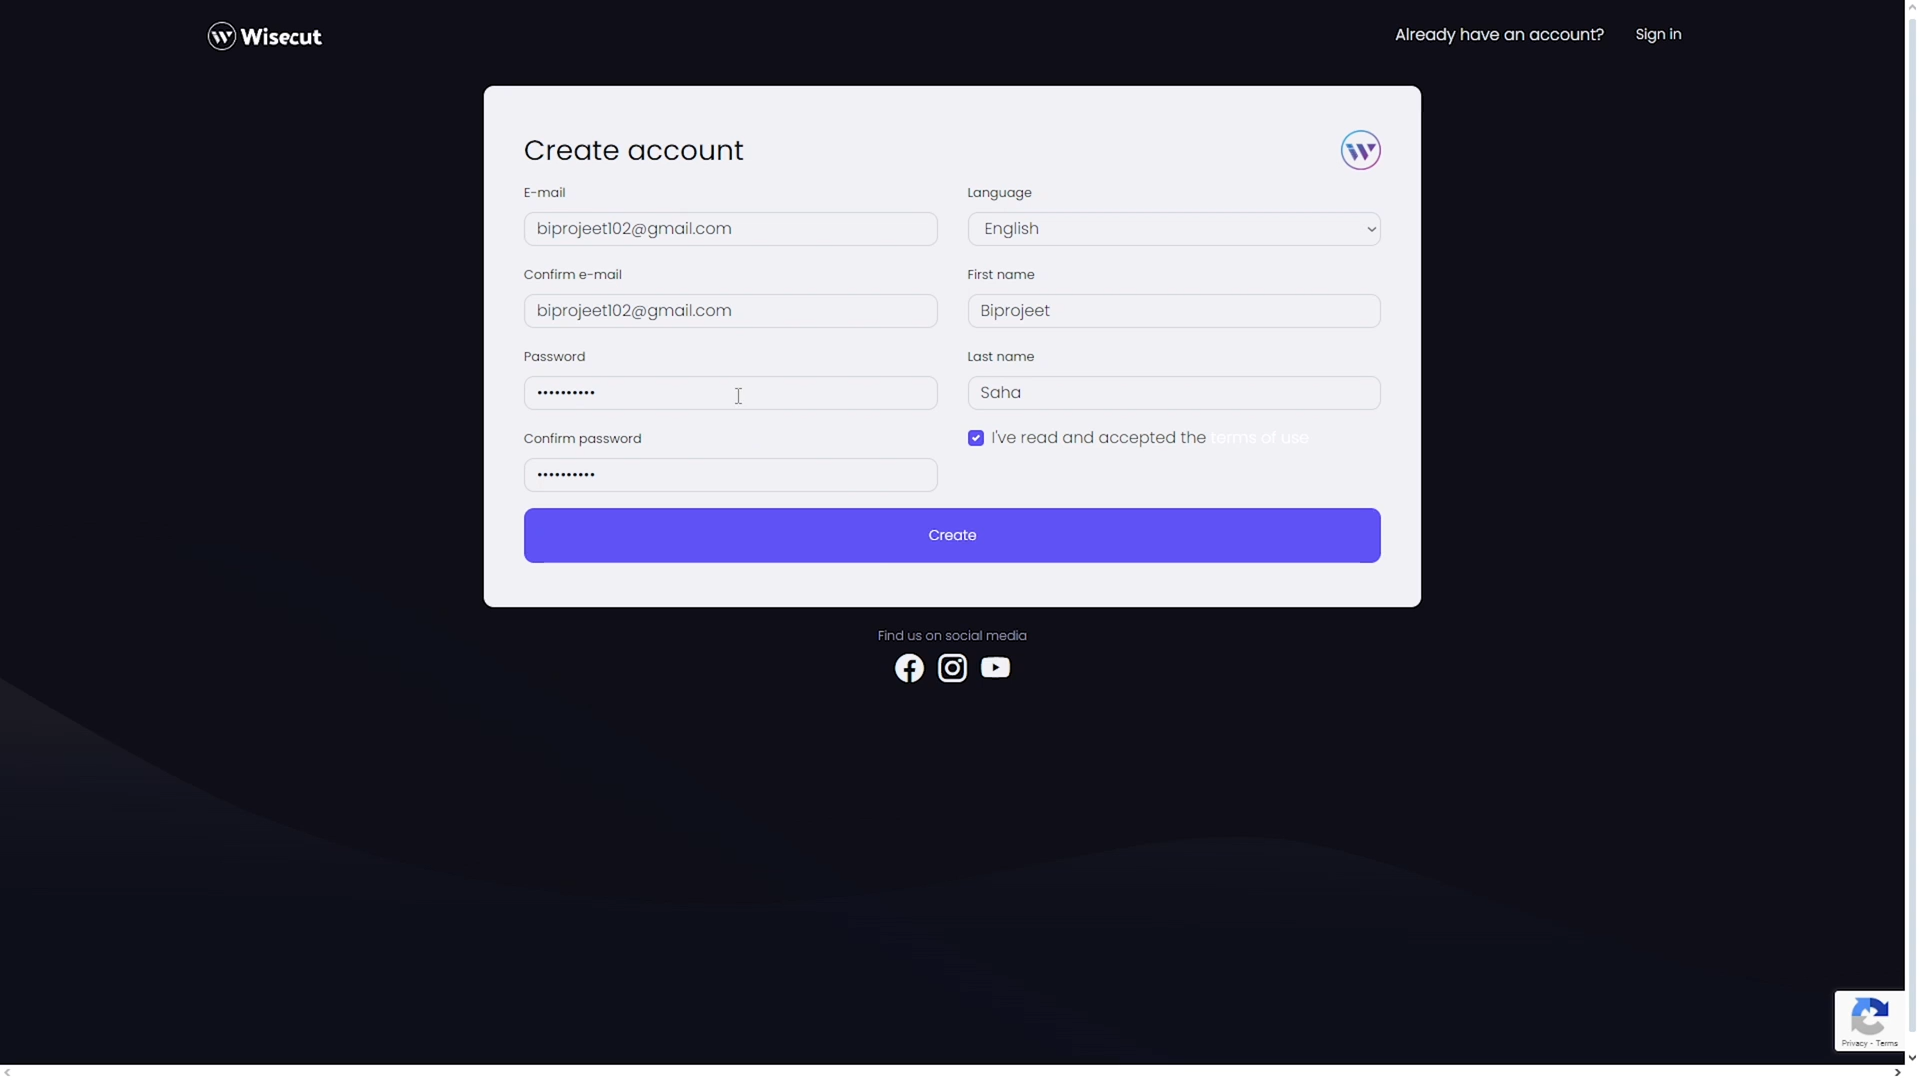 Wisecut
Already have an account? Sign in
Create account
E-mail
biprojeet102@gmail.com
Language
English
Confirm e-mail
biprojeet102@gmail.com
First name
Biprojeet
Password
••••••••••
Last name
Saha
Confirm password
••••••••••
I've read and accepted the terms of use
Create
Find us on social media
Privacy - Terms